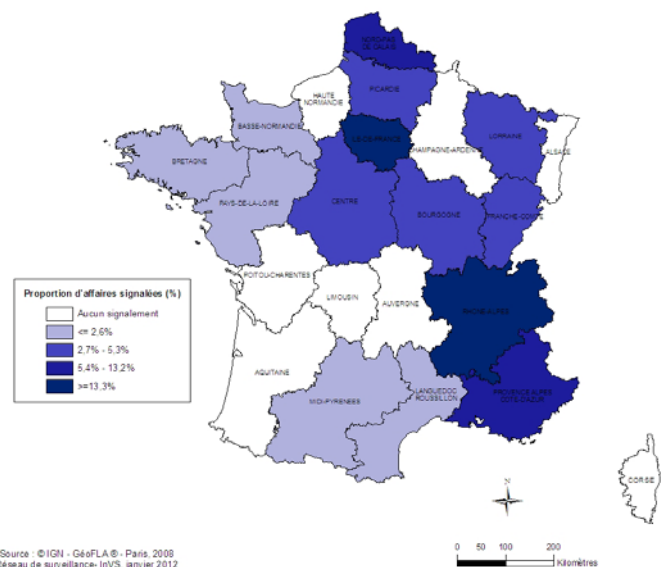 NORD-PAS
DE CALAIS
PICARDIE
HAUTE
NORMANDIE
BASSE-NORMANDIE
ILE-DE-FRANCE
CHAMPAGNE-ARDENNE
LORRAINE
ALSACE
BRETAGNE
PAYS-DE-LA-LOIRE
CENTRE
BOURGOGNE
FRANCHE-COMTE
POITOU-CHARENTES
LIMOUSIN
AUVERGNE
RHONE-ALPES
AQUITAINE
MIDI-PYRENEES
LANGUEDOC
ROUSSILLON
PROVENCE ALPES
COTE-D'AZUR
CORSE
Proportion d'affaires signalées (%)
Aucun signalement
<= 2,6%
2,7% - 5,3%
5,4% - 13,2%
>=13.3%
N
Source : © IGN - GéoFLA ® - Paris, 2008
Réseau de surveillance- InVS, janvier 2012
0 50 100 200
Kilomètres